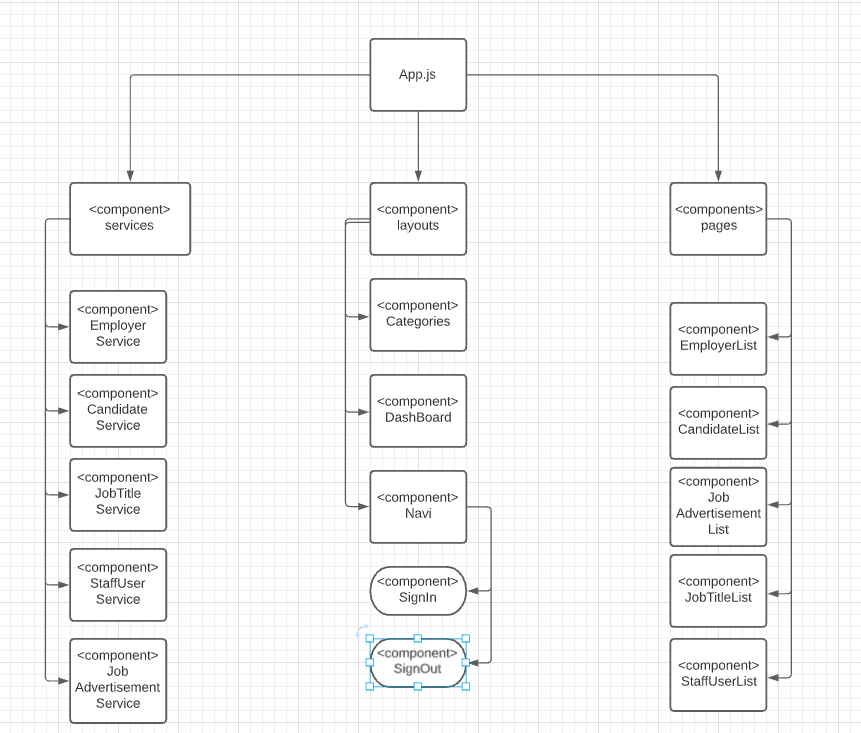 App.js
<component>
services
<component>
layouts
<components>
pages
<component>
Employer
Service
<component>
Candidate
Service
<component>
JobTitle
Service
<component>
StaffUser
Service
<component>
Job
Advertisement
Service
<component>
Categories
<component>
DashBoard
<component>
Navi
<component>
SignIn
<component>
SignOut
<component>
EmployerList
<component>
CandidateList
<component>
Job
Advertisement
List
<component>
JobTitleList
<component>
StaffUserList